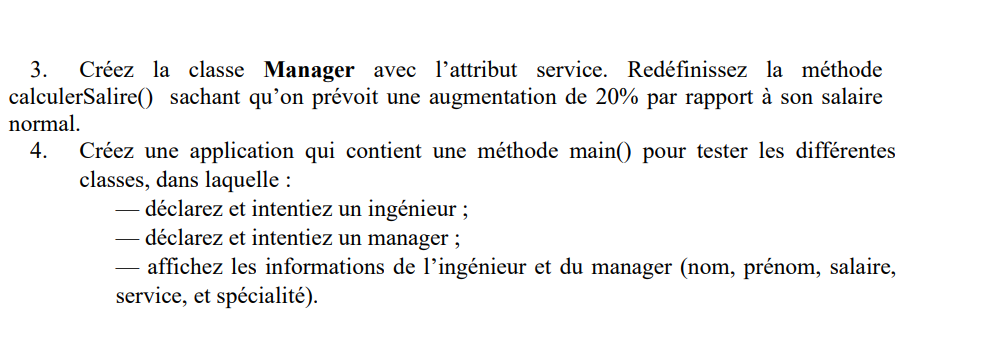 3. Créez la classe Manager avec l’attribut service. Redéfinissez la méthode
calculerSalire() sachant qu’on prévoit une augmentation de 20% par rapport à son salaire
normal.
4. Créez une application qui contient une méthode main() pour tester les différentes
classes, dans laquelle :
— déclarez et intentiez un ingénieur ;
— déclarez et intentiez un manager ;
— affichez les informations de l’ingénieur et du manager (nom, prénom, salaire,
service, et spécialité).